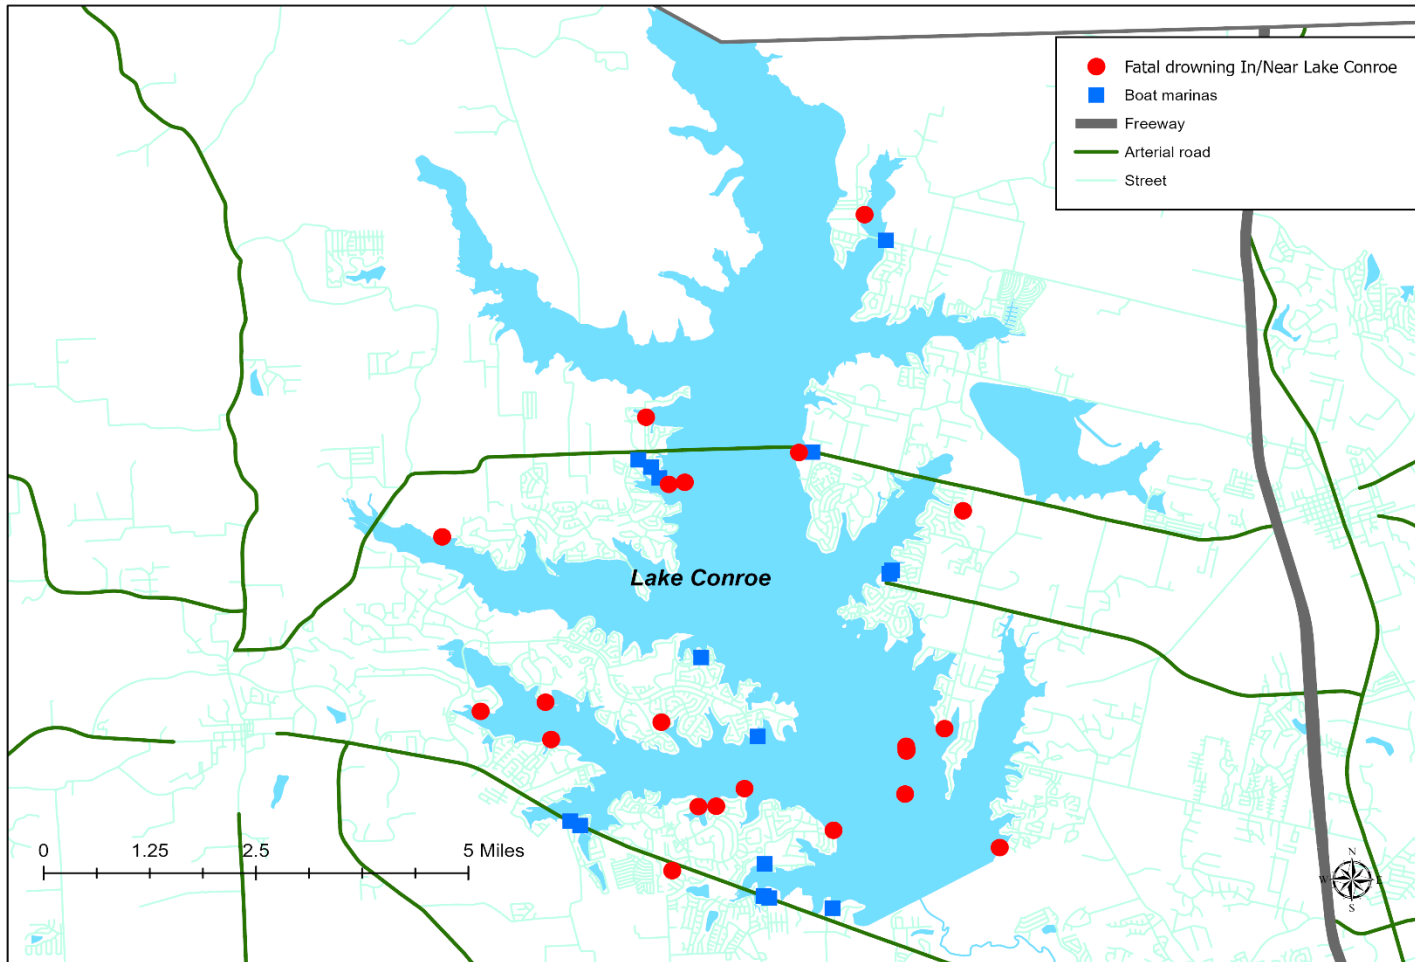 Fatal drowning In/Near Lake Conroe
Boat marinas
Freeway
Arterial road
Street
Lake Conroe
0 1.25 2.5 5 Miles
N
W E
S